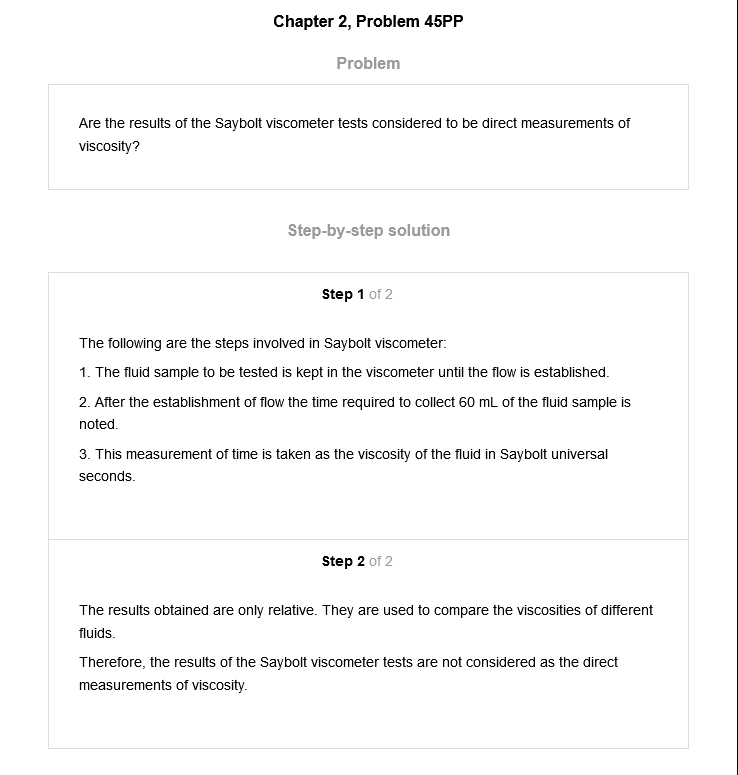 Chapter 2, Problem 45PP
Problem
Are the results of the Saybolt viscometer tests considered to be direct measurements of
viscosity?
Step-by-step solution
Step 1 of 2
The following are the steps involved in Saybolt viscometer:
1. The fluid sample to be tested is kept in the viscometer until the flow is established.
2. After the establishment of flow the time required to collect 60 mL of the fluid sample is
noted.
3. This measurement of time is taken as the viscosity of the fluid in Saybolt universal
seconds.
Step 2 of 2
The results obtained are only relative. They are used to compare the viscosities of different
fluids.
Therefore, the results of the Saybolt viscometer tests are not considered as the direct
measurements of viscosity.